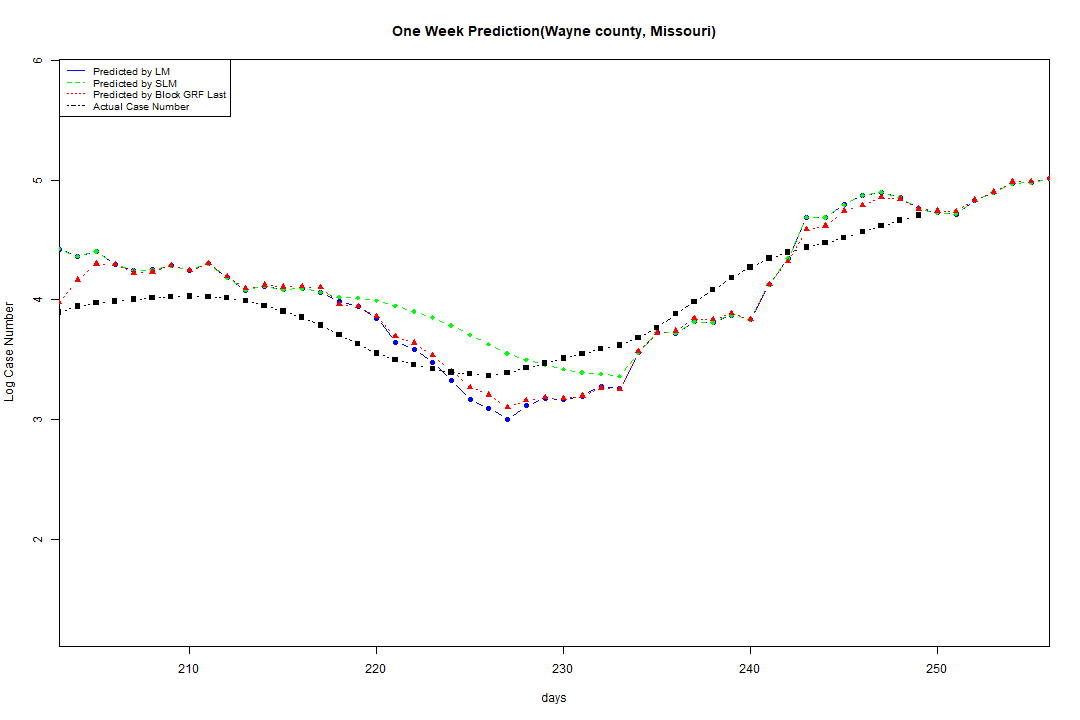 One Week Prediction(Wayne county, Missouri)
Predicted by LM
Predicted by SLM
Predicted by Block GRF Last
Actual Case Number
Log Case Number
6
5
4
3
2
210 220 230 240 250
days